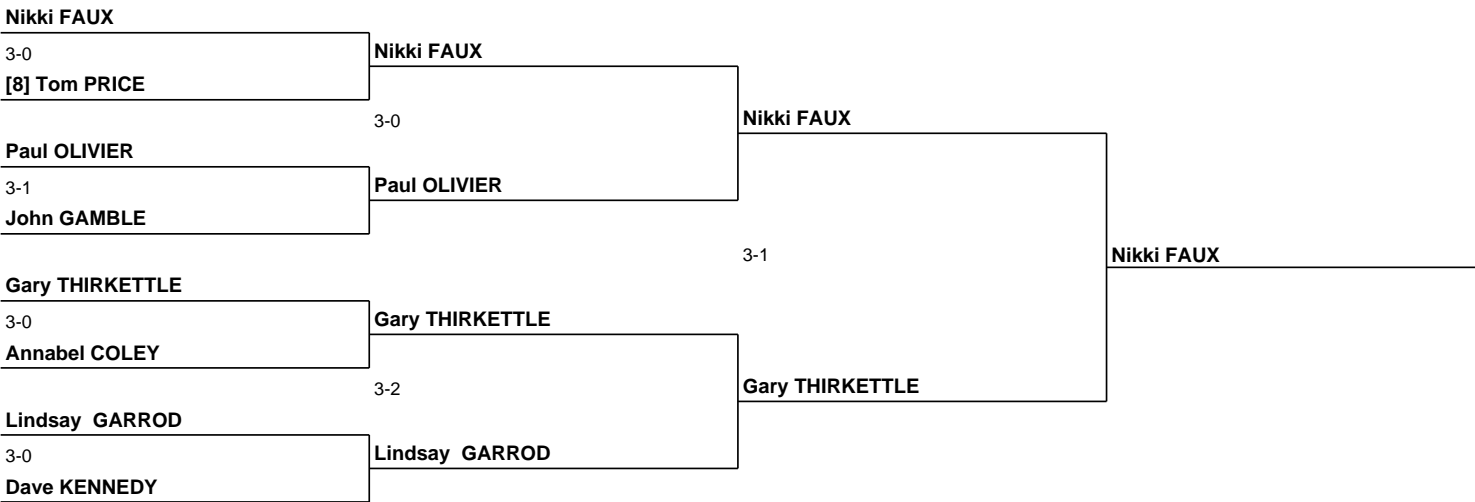 Nikki FAUX
3-0
Nikki FAUX
[8] Tom PRICE
3-0
Nikki FAUX
Paul OLIVIER
3-1
Paul OLIVIER
John GAMBLE
3-1
Nikki FAUX
Gary THIRKETTLE
3-0
Gary THIRKETTLE
Annabel COLEY
3-2
Gary THIRKETTLE
Lindsay  GARROD
3-0
Lindsay  GARROD
Dave KENNEDY